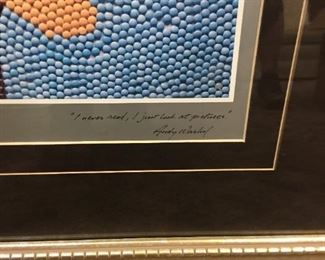 "I never read, I just look at pictures"
Andy Warhol